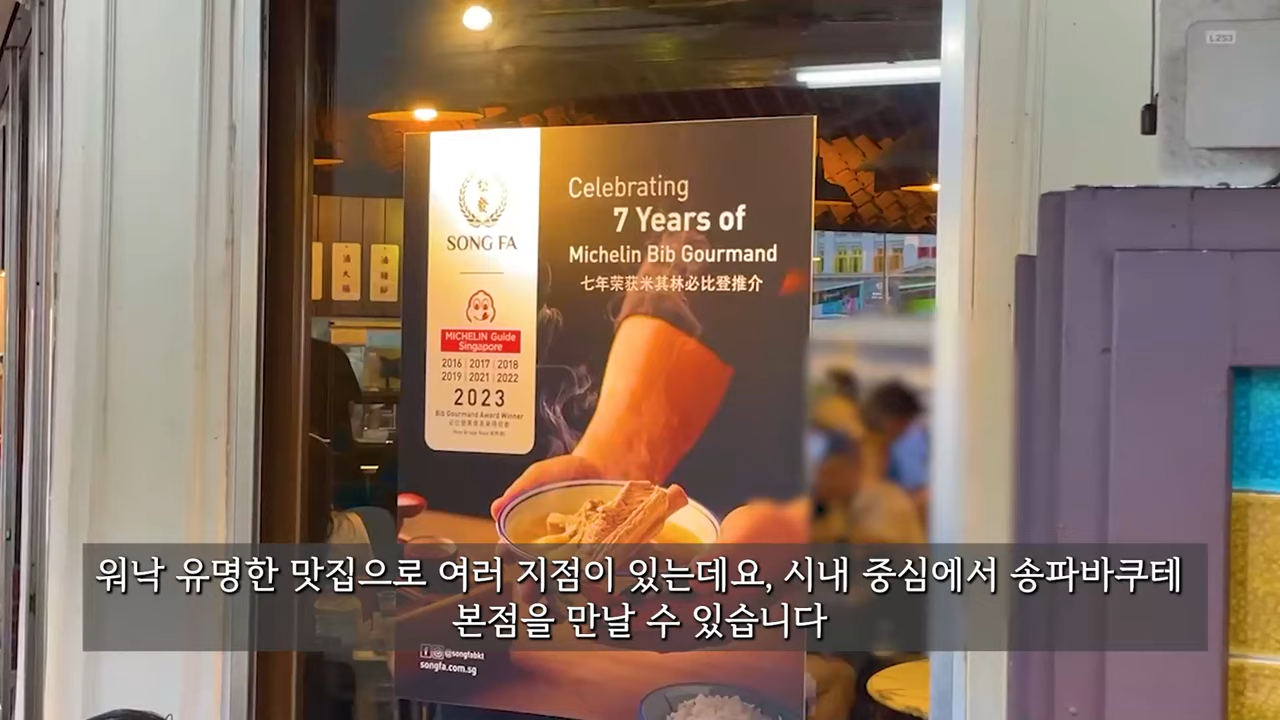 L253
松
發
SONG FA
MICHELIN Guide
Singapore
2016 | 2017 | 2018
2019 | 2021 | 2022
2023
Bib Gourmand Award Winner
Celebrating
7 Years of
Michelin Bib Gourmand
七年荣获米其林必比登推介
워낙 유명한 맛집으로 여러 지점이 있는데요, 시내 중심에서 송파바쿠테
본점을 만날 수 있습니다
@songfabkt
songfa.com.sg